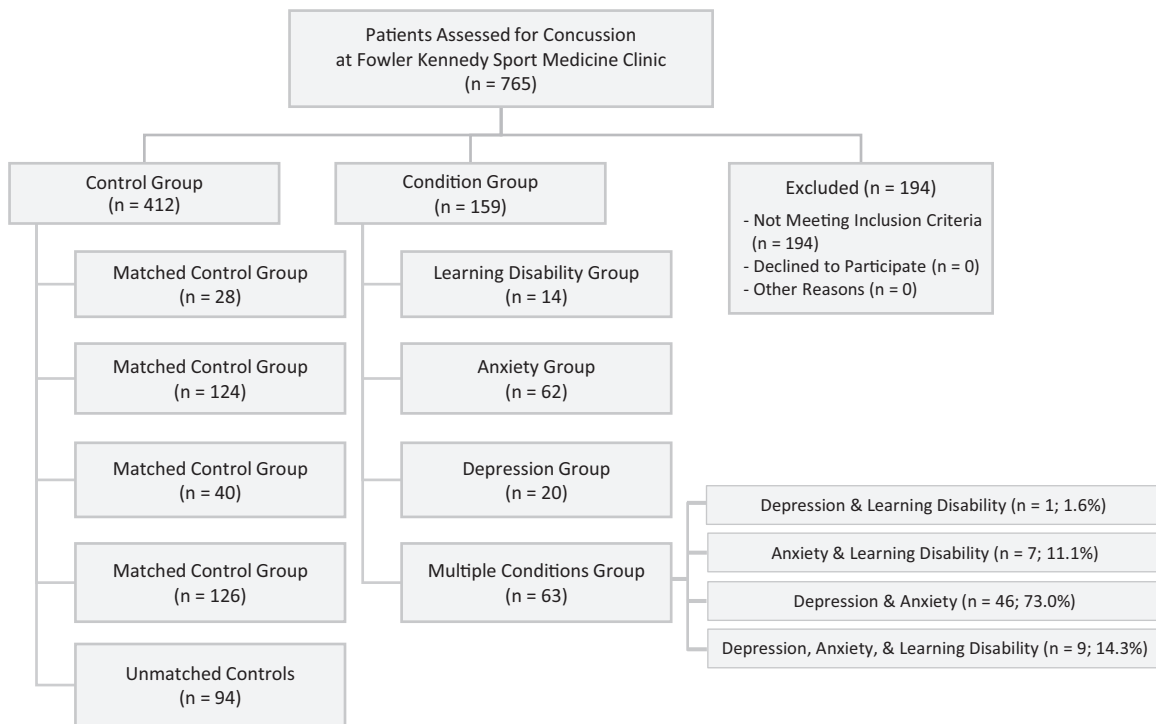 Patients Assessed for Concussion
at Fowler Kennedy Sport Medicine Clinic
(n = 765)
Control Group
(n = 412)
Matched Control Group
(n = 28)
Matched Control Group
(n = 124)
Matched Control Group
(n = 40)
Matched Control Group
(n = 126)
Unmatched Controls
(n = 94)
Condition Group
(n = 159)
Learning Disability Group
(n = 14)
Anxiety Group
(n = 62)
Depression Group
(n = 20)
Multiple Conditions Group
(n = 63)
Depression & Learning Disability (n = 1; 1.6%)
Anxiety & Learning Disability (n = 7; 11.1%)
Depression & Anxiety (n = 46; 73.0%)
Depression, Anxiety, & Learning Disability (n = 9; 14.3%)
Excluded (n = 194)
- Not Meeting Inclusion Criteria
(n = 194)
- Declined to Participate (n = 0)
- Other Reasons (n = 0)